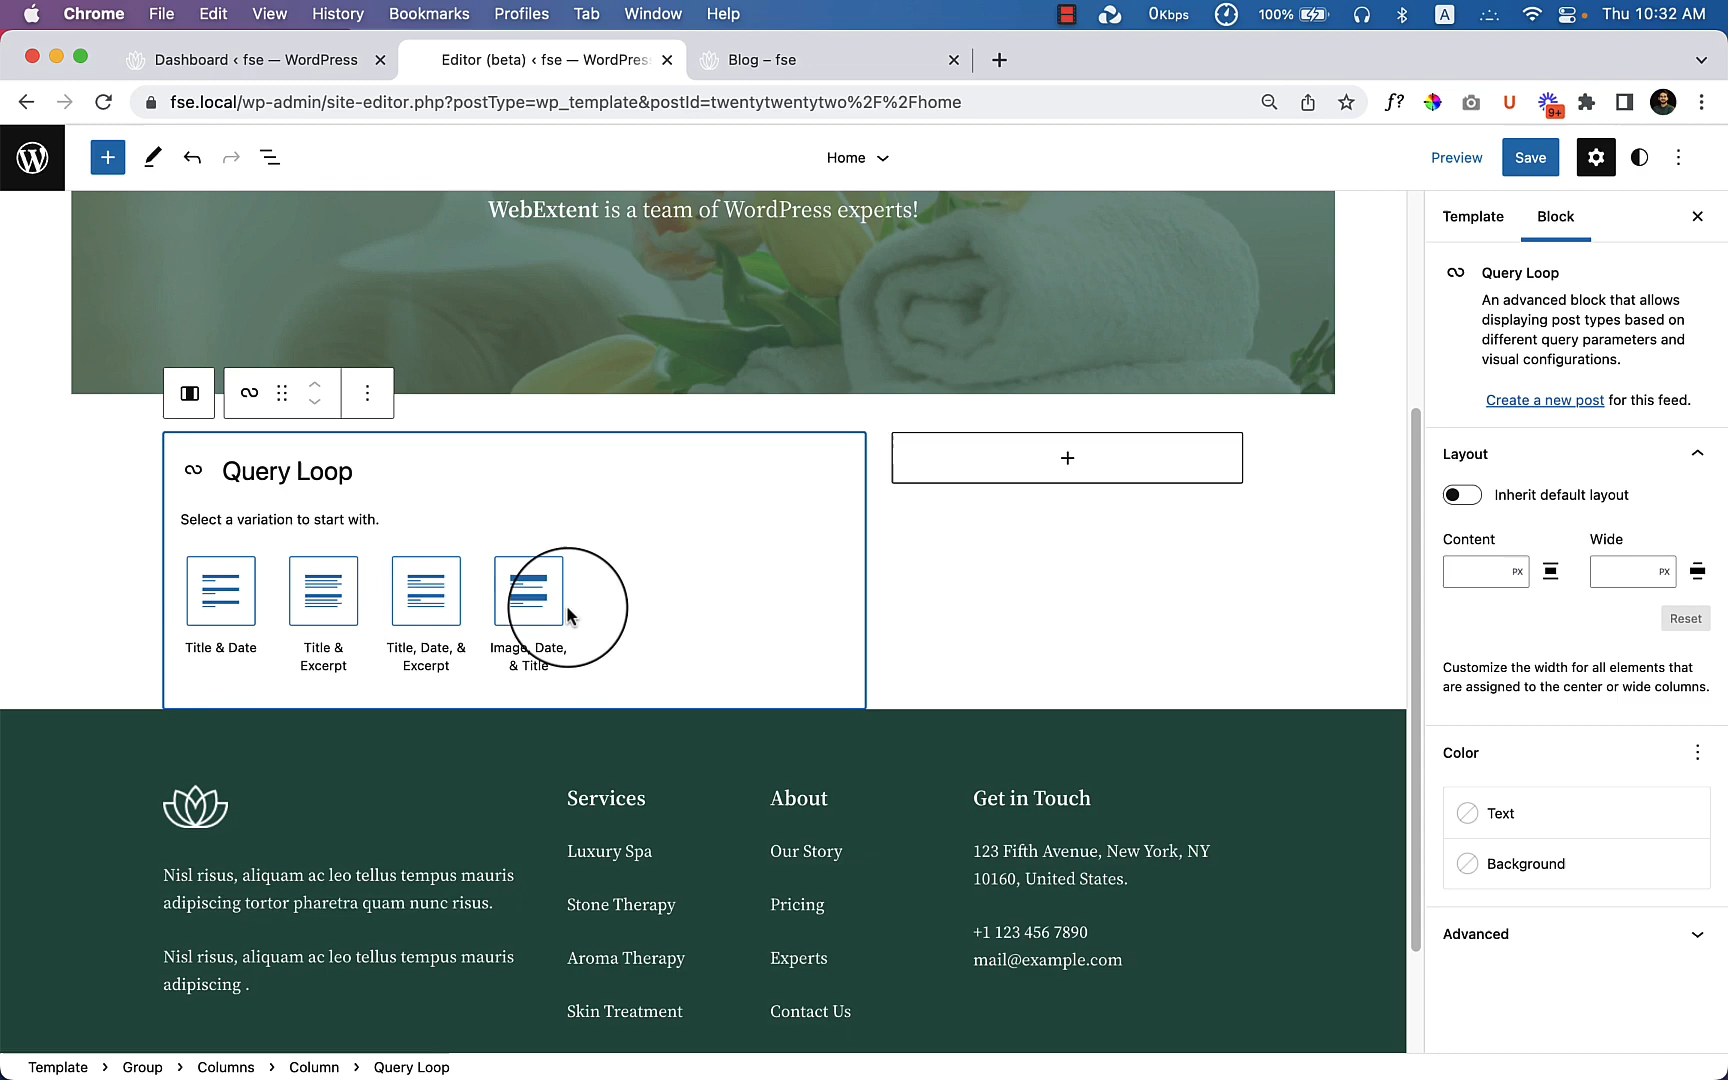 Chrome File Edit View History Bookmarks Profiles Tab Window Help 0Kbps 100% A Thu 10:32 AM
Dashboard ‹ fse — WordPress Editor (beta) ‹ fse — WordPres Blog – fse
fse.local/wp-admin/site-editor.php?postType=wp_template&postId=twentytwentytwo%2F%2Fhome f? U 9+
Home Preview Save
WebExtent is a team of WordPress experts!
Query Loop
Select a variation to start with.
Title & Date
Title &
Excerpt
Title, Date, &
Excerpt
Image, Date,
& Title
Services
Luxury Spa
Stone Therapy
Aroma Therapy
Skin Treatment
About
Our Story
Pricing
Experts
Contact Us
Get in Touch
123 Fifth Avenue, New York, NY
10160, United States.
+1 123 456 7890
mail@example.com
Nisl risus, aliquam ac leo tellus tempus mauris
adipiscing tortor pharetra quam nunc risus.
Nisl risus, aliquam ac leo tellus tempus mauris
adipiscing .
Template Block
Query Loop
An advanced block that allows
displaying post types based on
different query parameters and
visual configurations.
Create a new post for this feed.
Layout
Inherit default layout
Content Wide
PX PX
Reset
Customize the width for all elements that
are assigned to the center or wide columns.
Color
Text
Background
Advanced
Template › Group › Columns › Column › Query Loop